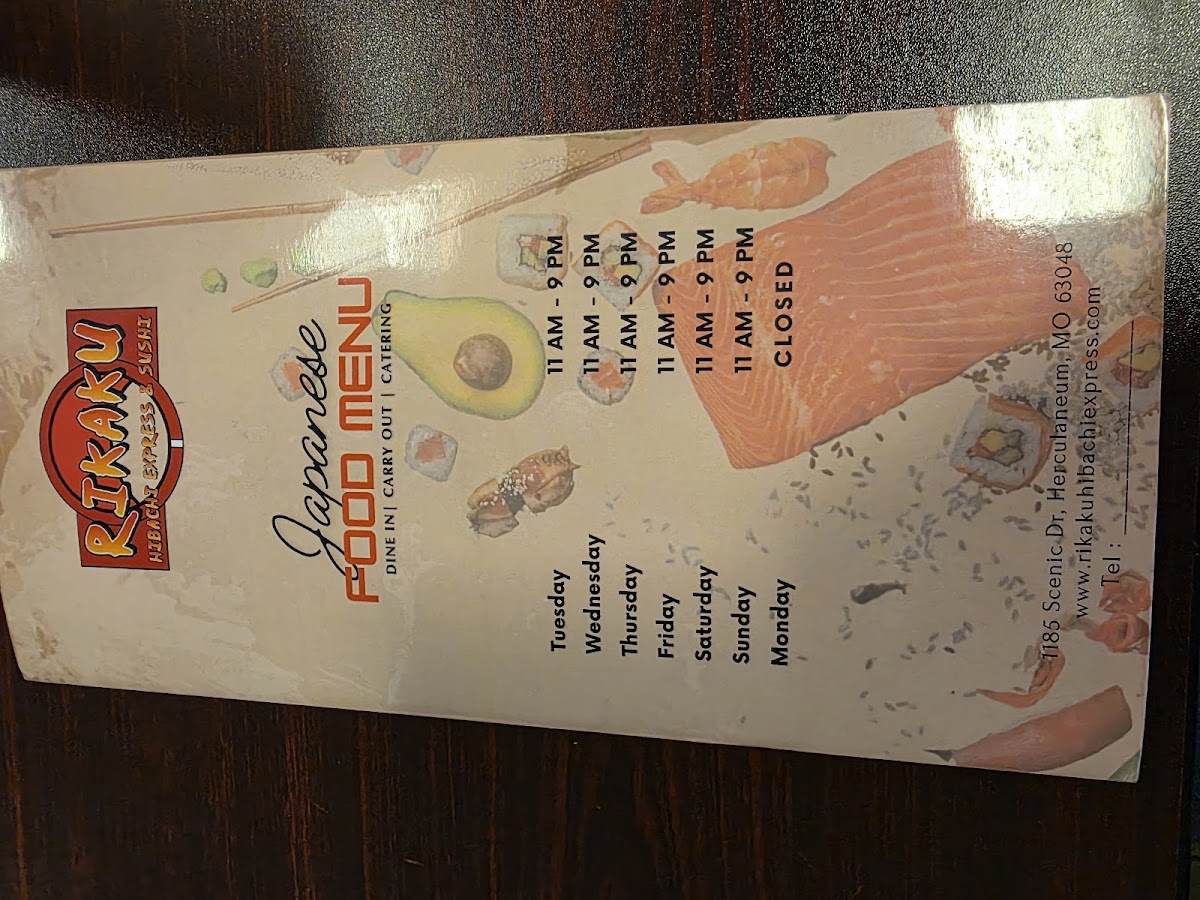 RIKAKU
HIBACHI EXPRESS & SUSHI
Japanese
FOOD MENU
DINE IN | CARRY OUT | CATERING
Tuesday 11 AM - 9 PM
Wednesday 11 AM - 9 PM
Thursday 11 AM - 9 PM
Friday 11 AM - 9 PM
Saturday 11 AM - 9 PM
Sunday 11 AM - 9 PM
Monday CLOSED
1185 Scenic Dr, Herculaneum, MO 63048
www.rikakuhibachiexpress.com
Tel :